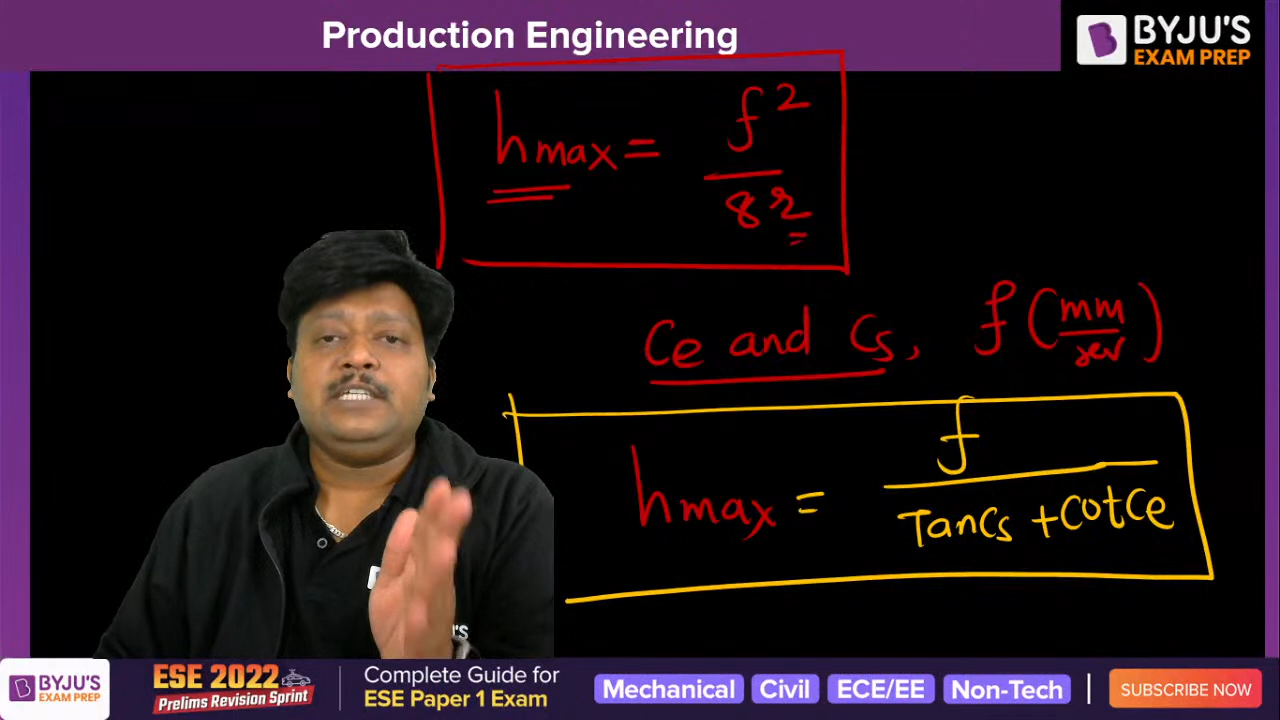 Production Engineering
BYJU'S
EXAM PREP
hmax = f² / 8r
Ce and Cs, f (mm/rev)
hmax = f / TanCs + CotCe
BYJU'S
EXAM PREP
ESE 2022
Prelims Revision Sprint
Complete Guide for
ESE Paper 1 Exam
Mechanical Civil ECE/EE Non-Tech
SUBSCRIBE NOW